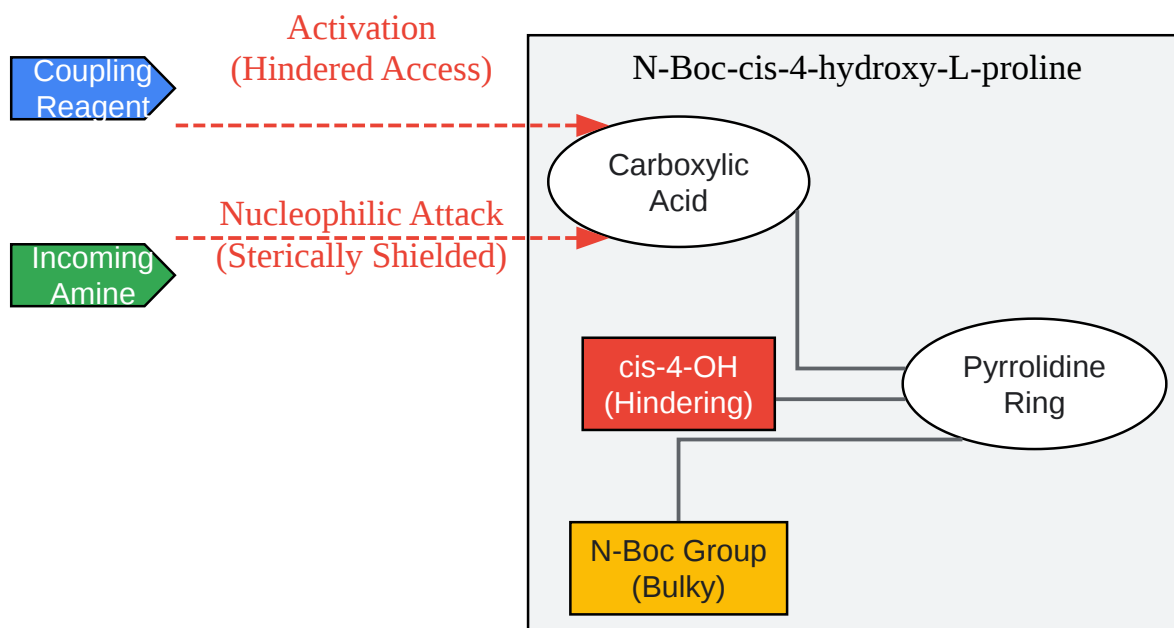 Activation
(Hindered Access)
Coupling
Reagent
N-Boc-cis-4-hydroxy-L-proline
Carboxylic
Acid
Nucleophilic Attack
(Sterically Shielded)
Incoming
Amine
cis-4-OH
(Hindering)
Pyrrolidine
Ring
N-Boc Group
(Bulky)